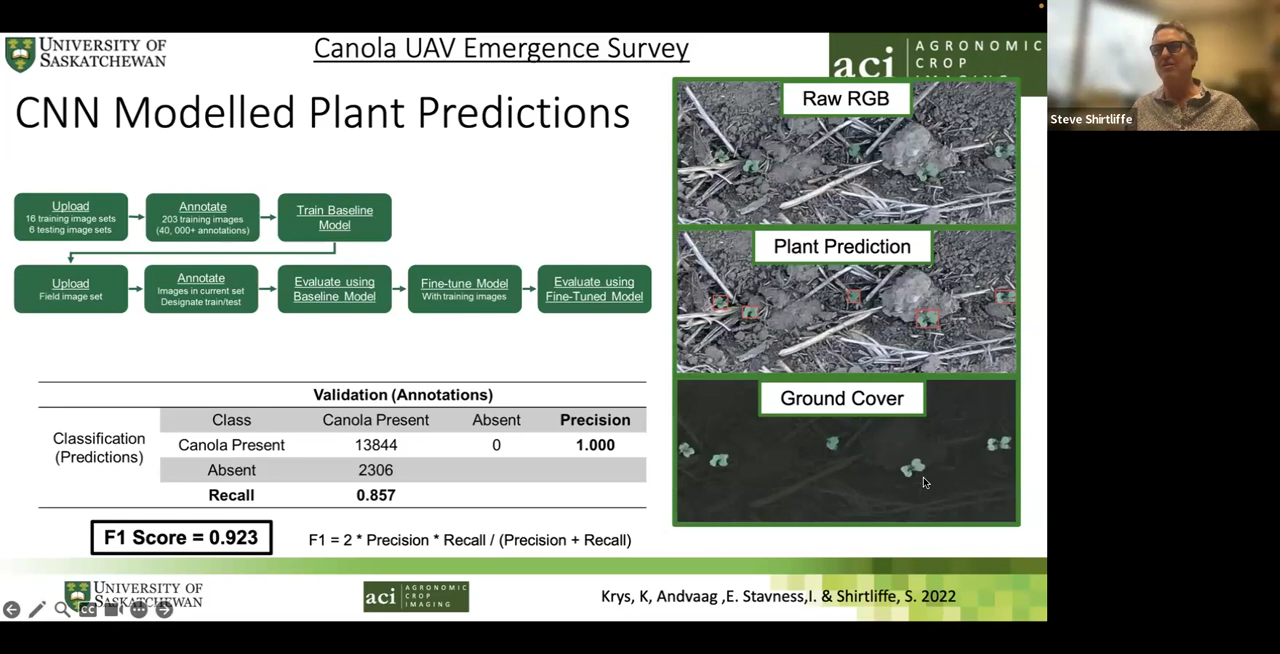 UNIVERSITY OF
SASKATCHEWAN
Canola UAV Emergence Survey
aci
AGRONOMIC
CROP
IMAGING
CNN Modelled Plant Predictions
Upload
16 training image sets
6 testing image sets
Annotate
203 training images
(40, 000+ annotations)
Train Baseline
Model
Upload
Field image set
Annotate
Images in current set
Designate train/test
Evaluate using
Baseline Model
Fine-tune Model
With training images
Evaluate using
Fine-Tuned Model
Validation (Annotations)
Classification
(Predictions)
Class Canola Present Absent Precision
Canola Present 13844 0 1.000
Absent 2306
Recall 0.857
F1 Score = 0.923
F1 = 2 * Precision * Recall / (Precision + Recall)
Raw RGB
Plant Prediction
Ground Cover
Steve Shirtliffe
UNIVERSITY OF
SASKATCHEWAN
CC
aci
AGRONOMIC
CROP
IMAGING
Krys, K, Andvaag ,E. Stavness,I. & Shirtliffe, S. 2022